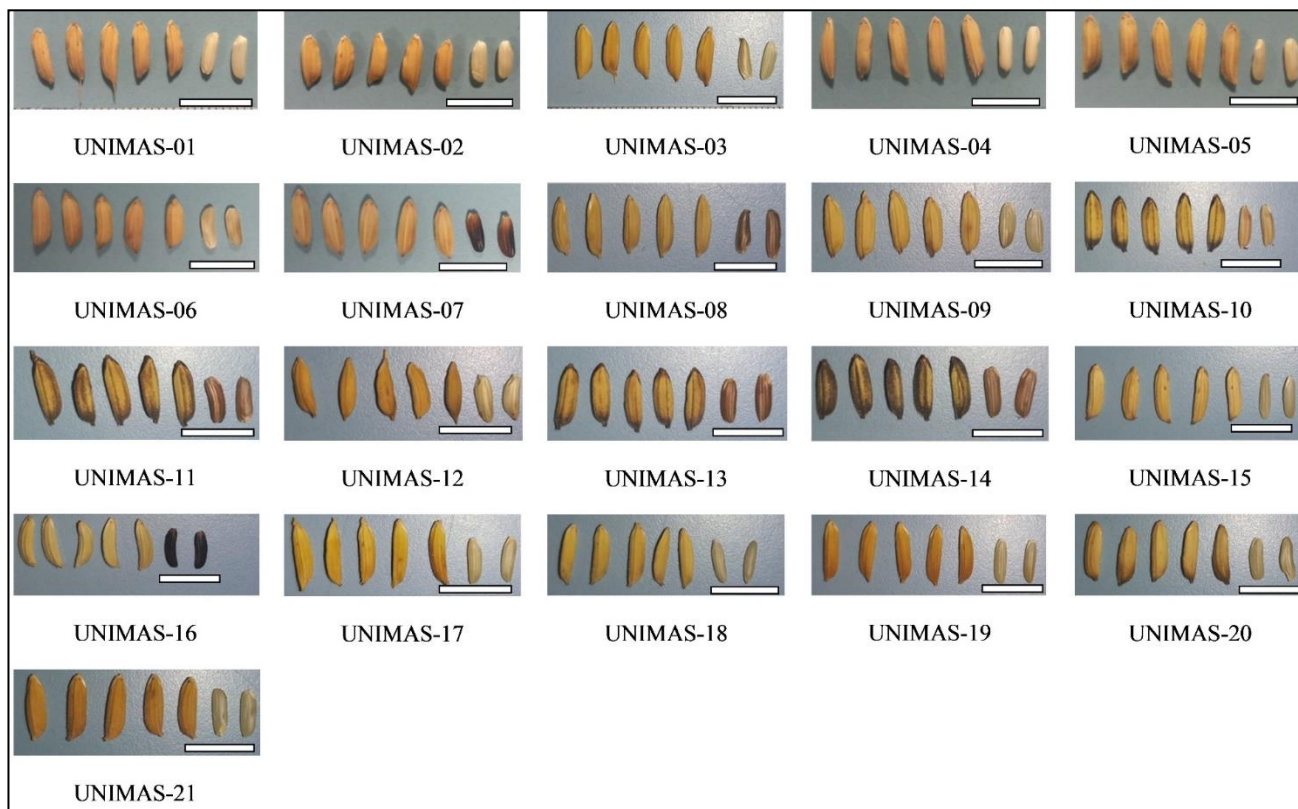 UNIMAS-01 UNIMAS-02 UNIMAS-03 UNIMAS-04 UNIMAS-05
UNIMAS-06 UNIMAS-07 UNIMAS-08 UNIMAS-09 UNIMAS-10
UNIMAS-11 UNIMAS-12 UNIMAS-13 UNIMAS-14 UNIMAS-15
UNIMAS-16 UNIMAS-17 UNIMAS-18 UNIMAS-19 UNIMAS-20
UNIMAS-21